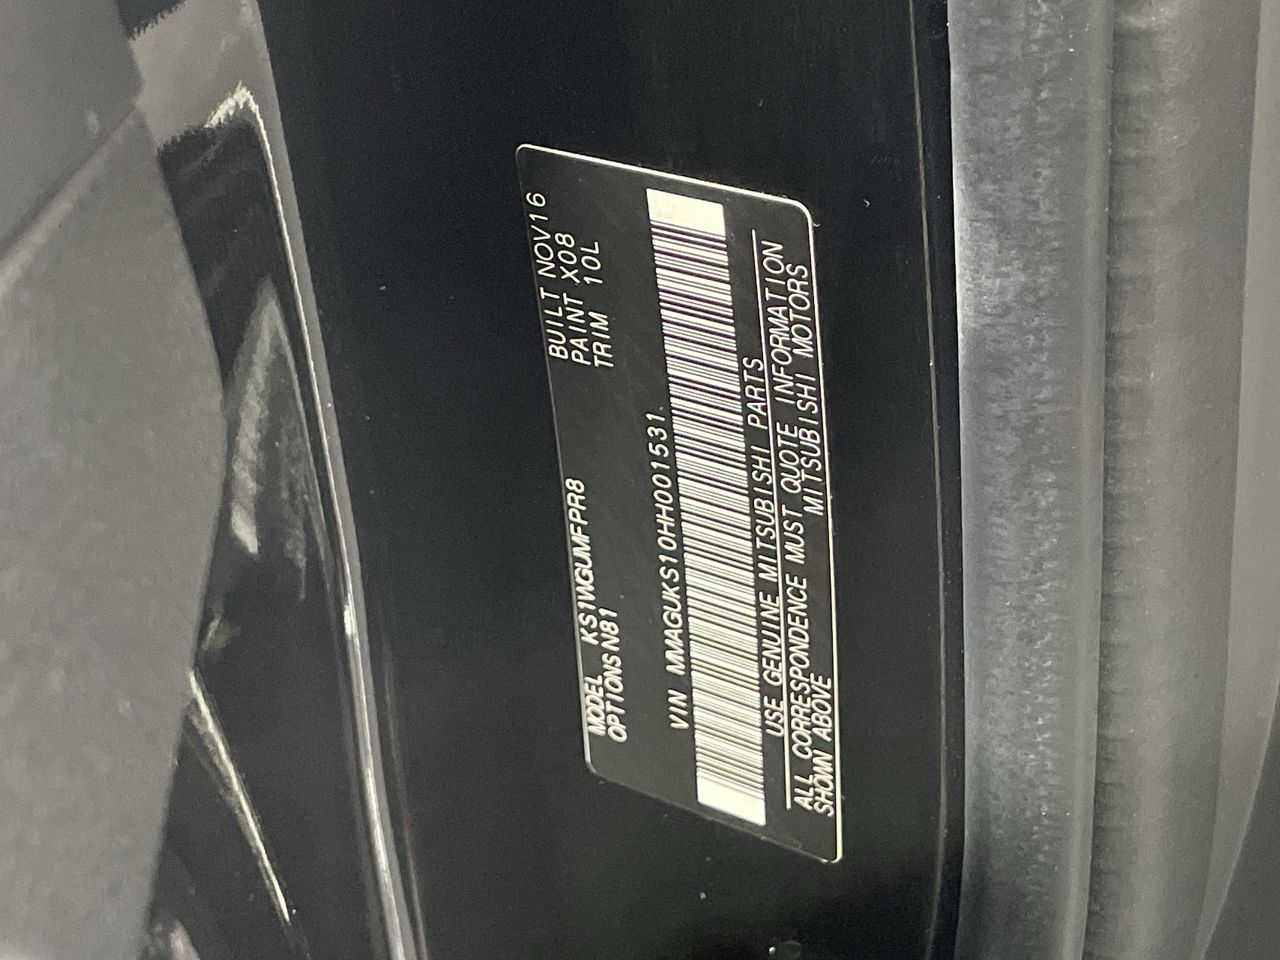 MODEL KS1WGUMFPR8 BUILT NOV16
OPTIONS N81 PAINT X08
TRIM 10L
VIN MMAGUKS10HH001531
USE GENUINE MITSUBISHI PARTS
ALL CORRESPONDENCE MUST QUOTE INFORMATION
SHOWN ABOVE MITSUBISHI MOTORS